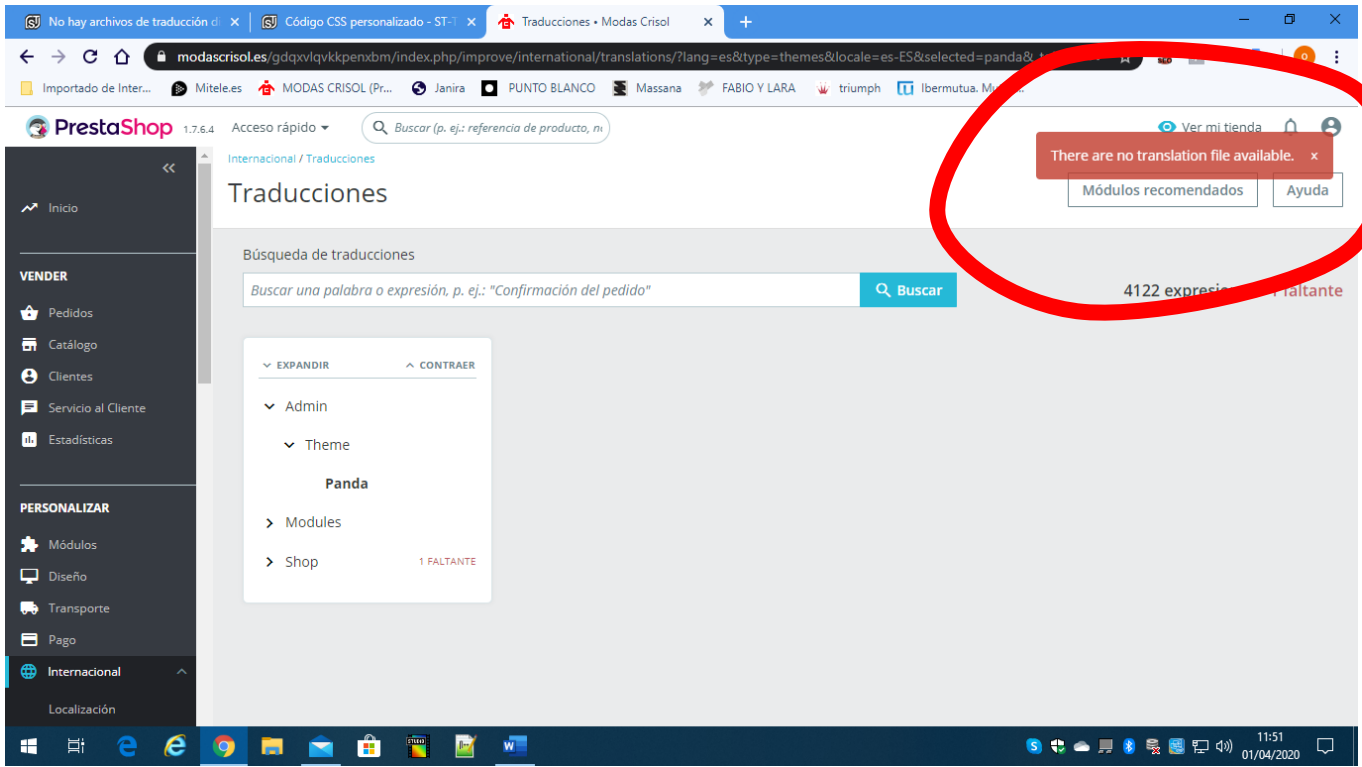 No hay archivos de traducción d
Código CSS personalizado - ST-T
Traducciones • Modas Crisol
modascrisol.es/gdqxvlqvkkpenxbm/index.php/improve/international/translations/?lang=es&type=themes&locale=es-ES&selected=panda&
Importado de Inter...
Mitele.es
MODAS CRISOL (Pr...
Janira
PUNTO BLANCO
Massana
FABIO Y LARA
triumph
Ibermutua.
PrestaShop 1.7.6.4
Acceso rápido
Buscar (p. ej.: referencia de producto, n
Ver mi tienda
Internacional / Traducciones
There are no translation file available. x
Traducciones
Módulos recomendados
Ayuda
Inicio
Búsqueda de traducciones
VENDER
Buscar una palabra o expresión, p. ej.: "Confirmación del pedido"
Buscar
4122
faltante
Pedidos
Catálogo
Clientes
Servicio al Cliente
Estadísticas
EXPANDIR
CONTRAER
Admin
Theme
Panda
Modules
Shop
1 FALTANTE
PERSONALIZAR
Módulos
Diseño
Transporte
Pago
Internacional
Localización
11:51
01/04/2020